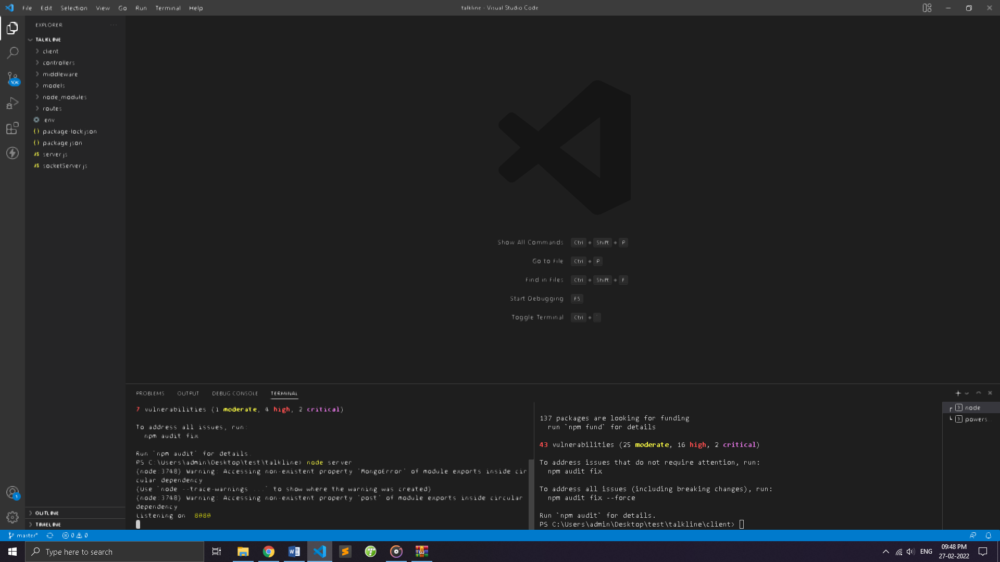 File Edit Selection View Go Run Terminal Help
talkline - Visual Studio Code
EXPLORER
TALKLINE
client
controllers
middleware
models
node_modules
routes
.env
package-lock.json
package.json
server.js
socketServer.js
OUTLINE
TIMELINE
10K
1
Show All Commands Ctrl + Shift + P
Go to File Ctrl + P
Find in Files Ctrl + Shift + F
Start Debugging F5
Toggle Terminal Ctrl + `
PROBLEMS OUTPUT DEBUG CONSOLE TERMINAL
7 vulnerabilities (1 moderate, 4 high, 2 critical)
To address all issues, run:
npm audit fix
Run `npm audit` for details.
PS C:\Users\admin\Desktop\test\talkline> node server
(node:3748) Warning: Accessing non-existent property 'MongoError' of module exports inside cir
cular dependency
(Use `node --trace-warnings ...` to show where the warning was created)
(node:3748) Warning: Accessing non-existent property 'post' of module exports inside circular
dependency
Listening on 8080
137 packages are looking for funding
run `npm fund` for details
43 vulnerabilities (25 moderate, 16 high, 2 critical)
To address issues that do not require attention, run:
npm audit fix
To address all issues (including breaking changes), run:
npm audit fix --force
Run `npm audit` for details.
PS C:\Users\admin\Desktop\test\talkline\client>
node
powers...
master* 0 0
Type here to search
ENG
09:48 PM
27-02-2022